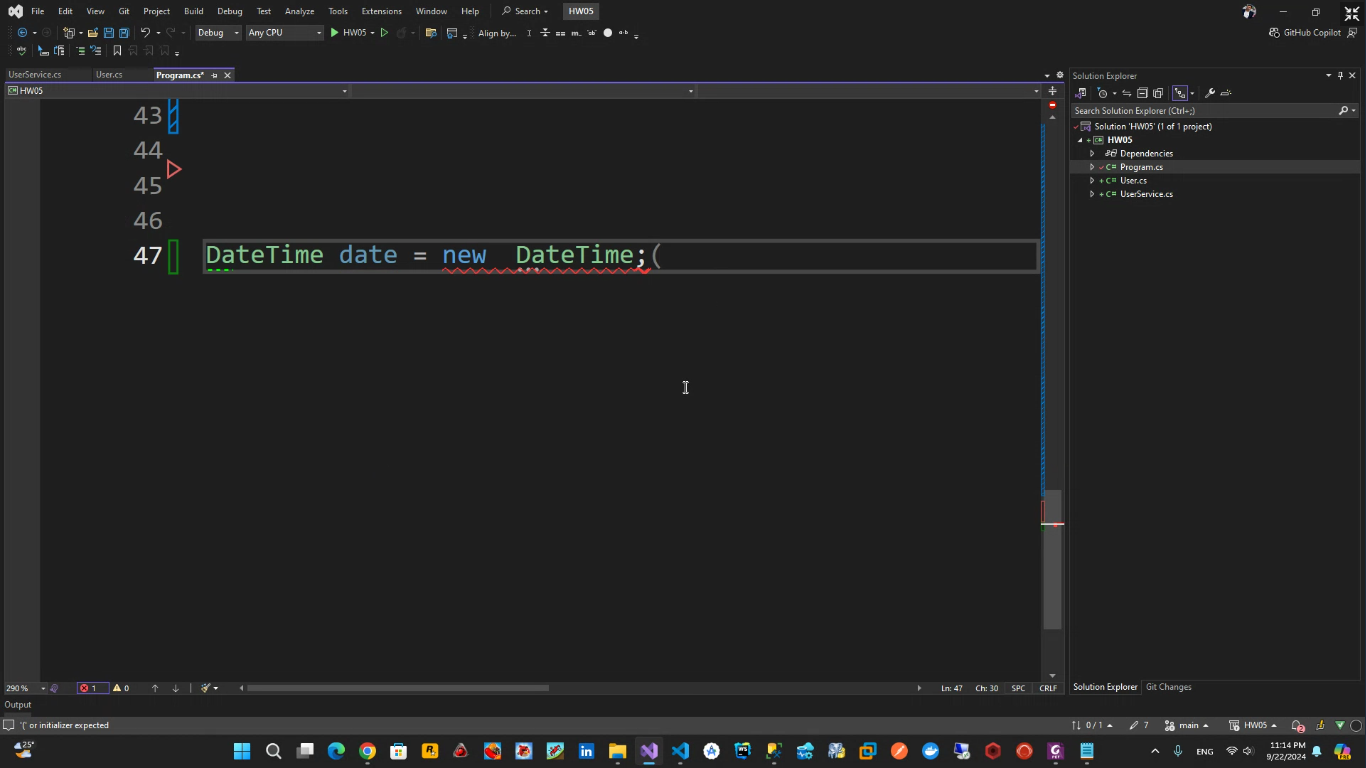 File Edit View Git Project Build Debug Test Analyze Tools Extensions Window Help Search HW05
Debug Any CPU HW05 Align by... GitHub Copilot
UserService.cs User.cs Program.cs*
HW05
43
44
45
46
47 DateTime date = new  DateTime;(
290 % 1 0 Ln: 47 Ch: 30 SPC CRLF
Output
'{' or initializer expected
Solution Explorer
Search Solution Explorer (Ctrl+;)
Solution 'HW05' (1 of 1 project)
HW05
Dependencies
C# Program.cs
C# User.cs
C# UserService.cs
Solution Explorer Git Changes
0 / 1 7 main HW05 2
25° ENG 11:14 PM
9/22/2024